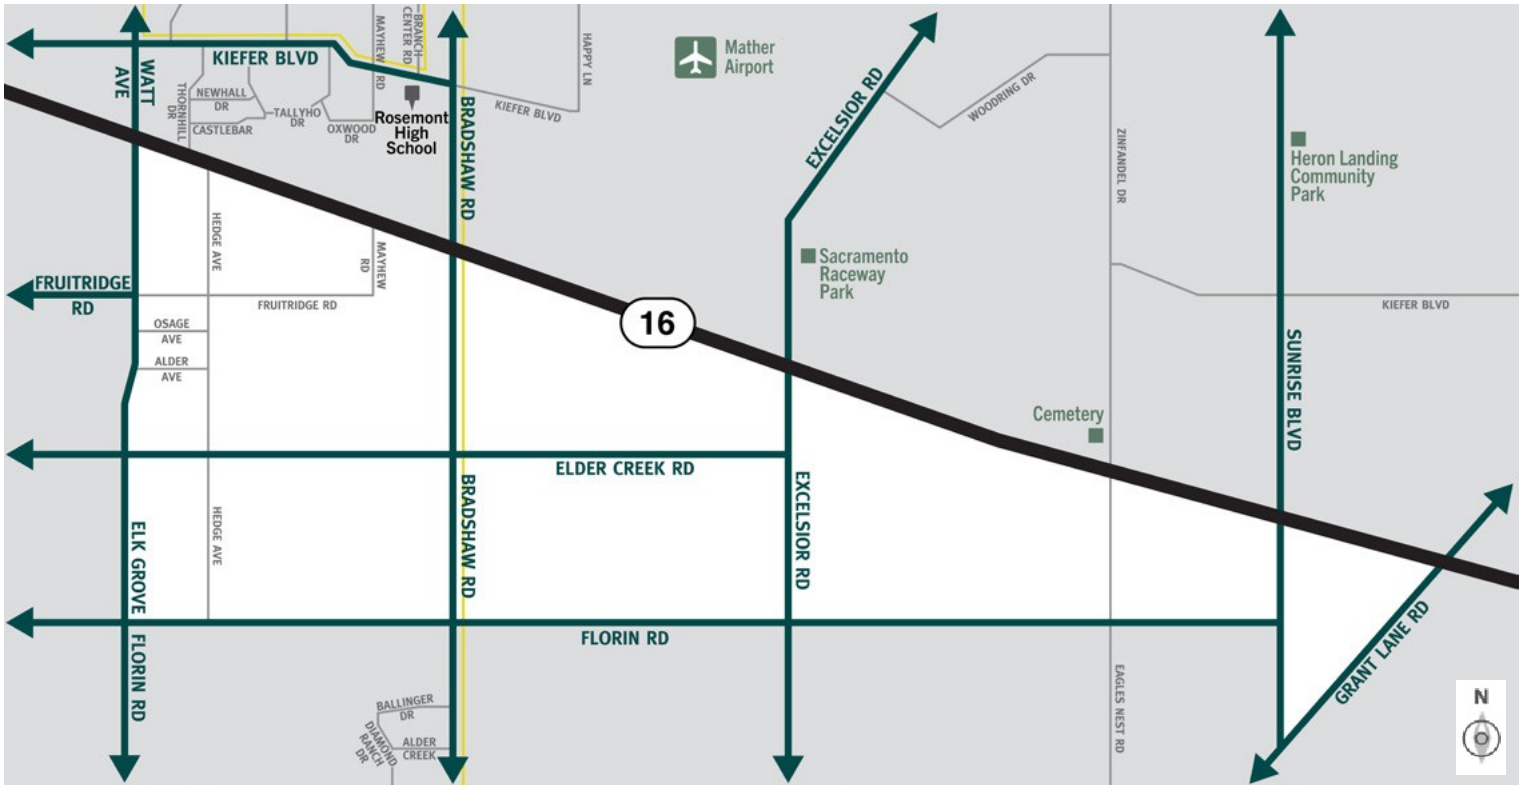 KIEFER BLVD
WATT
AVE
NEWHALL
DR
THORNHILL
DR
CASTLEBAR
TALLYHO
DR
OXWOOD
DR
MAYHEW RD
BRANCH
CENTER RD
Rosemont
High
School
BRADSHAW RD
KIEFER BLVD
HAPPY LN
Mather
Airport
EXCELSIOR RD
WOODRING DR
ZINFANDEL DR
Heron Landing
Community
Park
HEDGE AVE
MAYHEW
RD
FRUITRIDGE
RD
FRUITRIDGE RD
OSAGE
AVE
ALDER
AVE
Sacramento
Raceway
Park
16
KIEFER BLVD
SUNRISE BLVD
Cemetery
ELDER CREEK RD
ELK GROVE
FLORIN RD
HEDGE AVE
BRADSHAW RD
EXCELSIOR RD
FLORIN RD
GRANT LANE RD
EAGLES NEST RD
BALLINGER
DR
DIAMOND
RANCH
DR
ALDER
CREEK
N